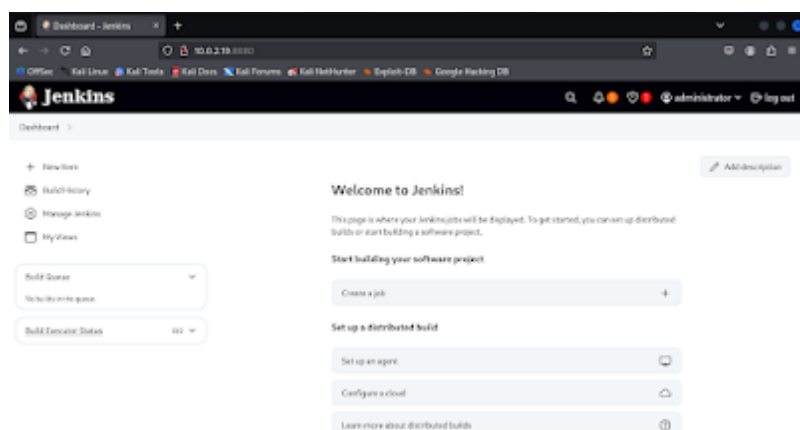 Dashboard - Jenkins
10.0.2.15:8080
OffSec Kali Linux Kali Tools Kali Docs Kali Forums Kali NetHunter Exploit-DB Google Hacking DB
Jenkins
administrator log out
Dashboard
Add description
New Item
Build History
Manage Jenkins
My Views
Build Queue
No builds in the queue.
Build Executor Status 0/2
Welcome to Jenkins!
This page is where your Jenkins jobs will be displayed. To get started, you can set up distributed
builds or start building a software project.
Start building your software project
Create a job
Set up a distributed build
Set up an agent
Configure a cloud
Learn more about distributed builds